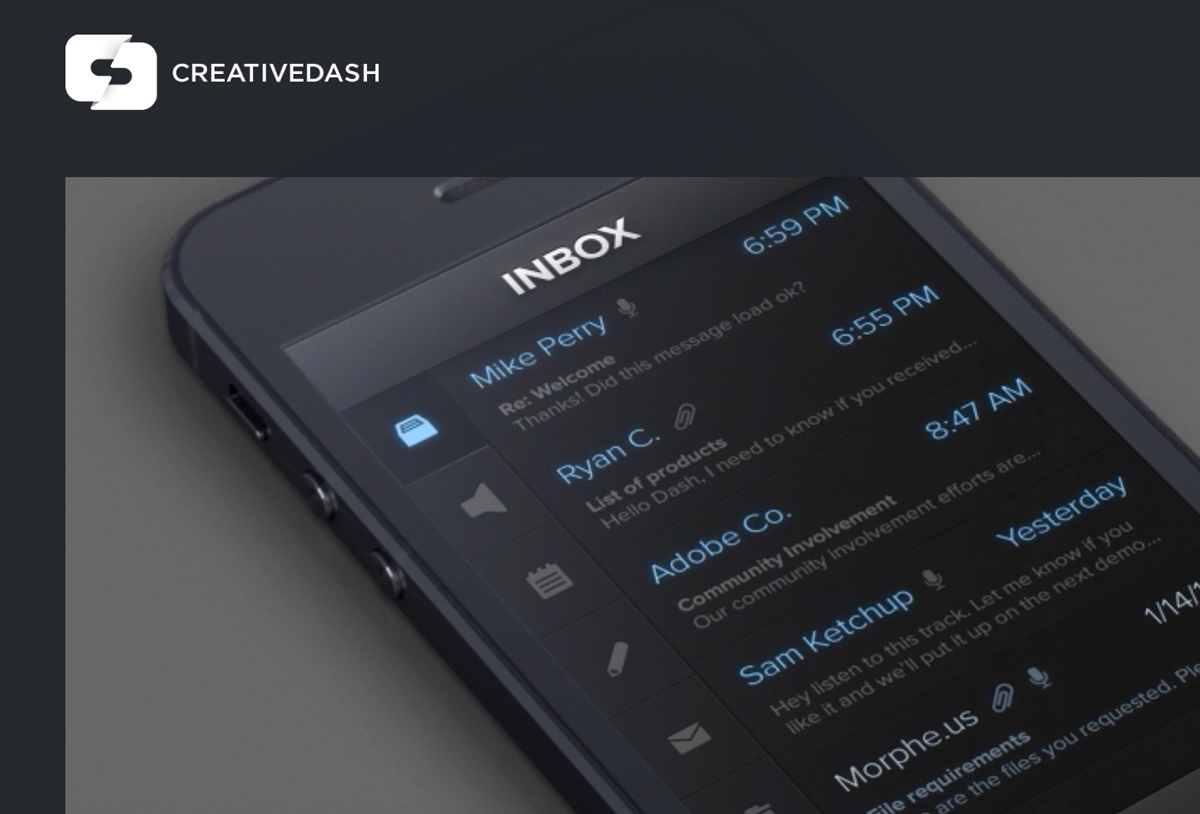 CREATIVEDASH
INBOX
Mike Perry 6:59 PM
Re: Welcome
Thanks! Did this message load ok?
Ryan C. 6:55 PM
List of products
Hello Dash, I need to know if you received...
Adobe Co. 8:47 AM
Community Involvement
Our community involvement efforts are...
Sam Ketchup Yesterday
Hey listen to this track. Let me know if you
like it and we'll put it up on the next demo...
Morphe.us 1/14/1
File requirements
are the files you requested.